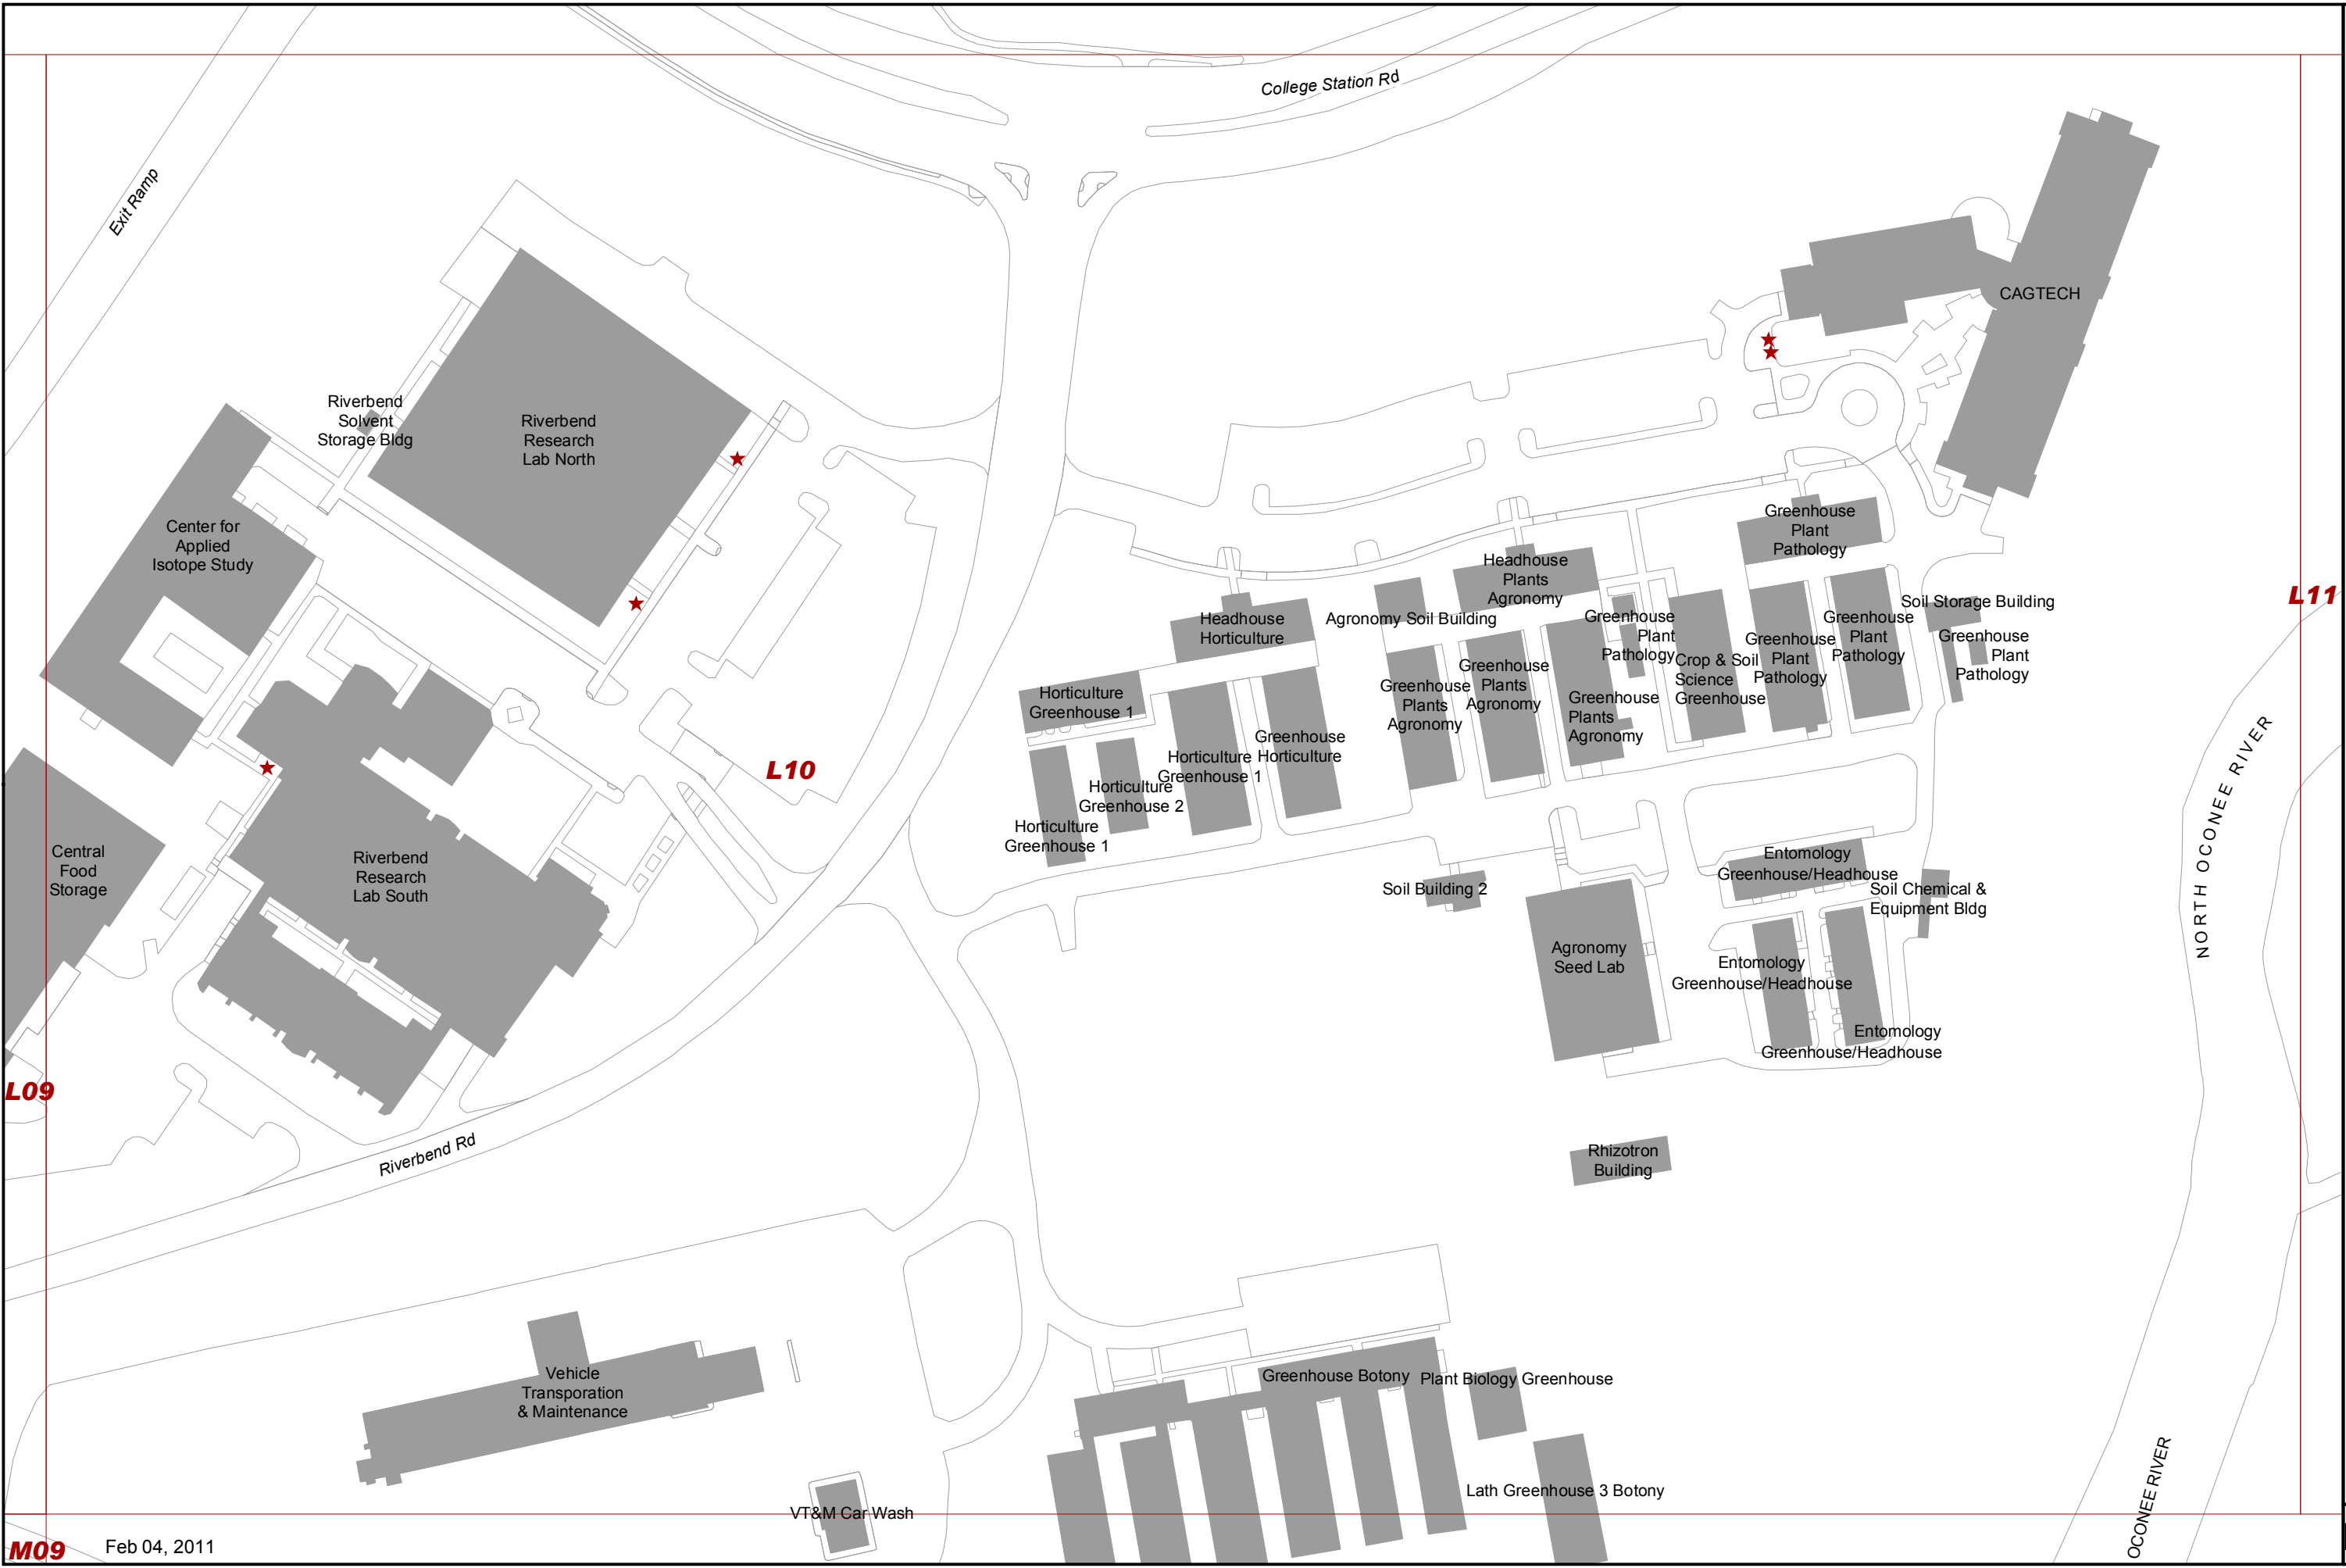 College Station Rd
Exit Ramp
CAGTECH
Riverbend
Solvent
Storage Bldg
Riverbend
Research
Lab North
Center for
Applied
Isotope Study
Greenhouse
Plant
Pathology
Headhouse
Plants
Agronomy
L11
Soil Storage Building
Agronomy Soil Building
Headhouse
Horticulture
Greenhouse
Plant
Pathology
Greenhouse
Plant
Pathology
Greenhouse
Plant
Pathology
Greenhouse
Plant
Pathology
Crop & Soil
Science
Greenhouse
Greenhouse
Plants
Agronomy
Greenhouse
Plants
Agronomy
Greenhouse
Plants
Agronomy
Horticulture
Greenhouse 1
Greenhouse
Horticulture
Horticulture
Greenhouse 1
Horticulture
Greenhouse 2
Horticulture
Greenhouse 1
L10
NORTH OCONEE RIVER
Central
Food
Storage
Riverbend
Research
Lab South
Soil Building 2
Entomology
Greenhouse/Headhouse
Soil Chemical &
Equipment Bldg
Agronomy
Seed Lab
Entomology
Greenhouse/Headhouse
Entomology
Greenhouse/Headhouse
L09
Riverbend Rd
Rhizotron
Building
Vehicle
Transporation
& Maintenance
Greenhouse Botony
Plant Biology Greenhouse
Lath Greenhouse 3 Botony
VT&M Car Wash
OCONEE RIVER
M09
Feb 04, 2011